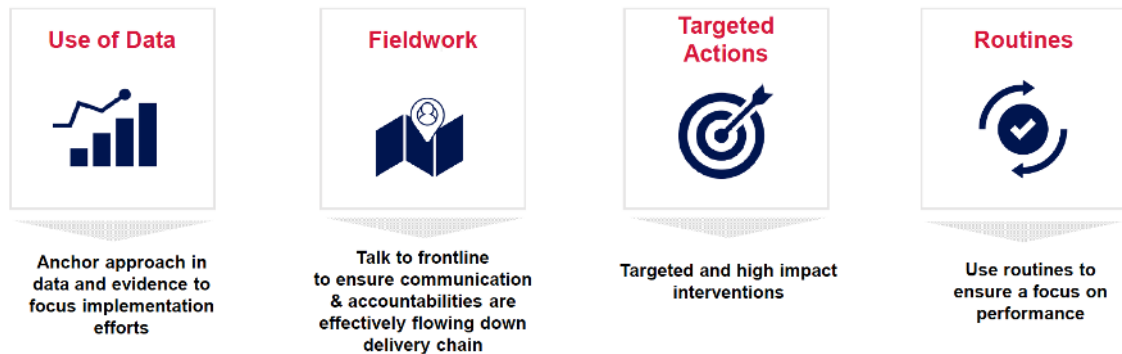 Use of Data
Anchor approach in
data and evidence to
focus implementation
efforts
Fieldwork
Talk to frontline
to ensure communication
& accountabilities are
effectively flowing down
delivery chain
Targeted
Actions
Targeted and high impact
interventions
Routines
Use routines to
ensure a focus on
performance